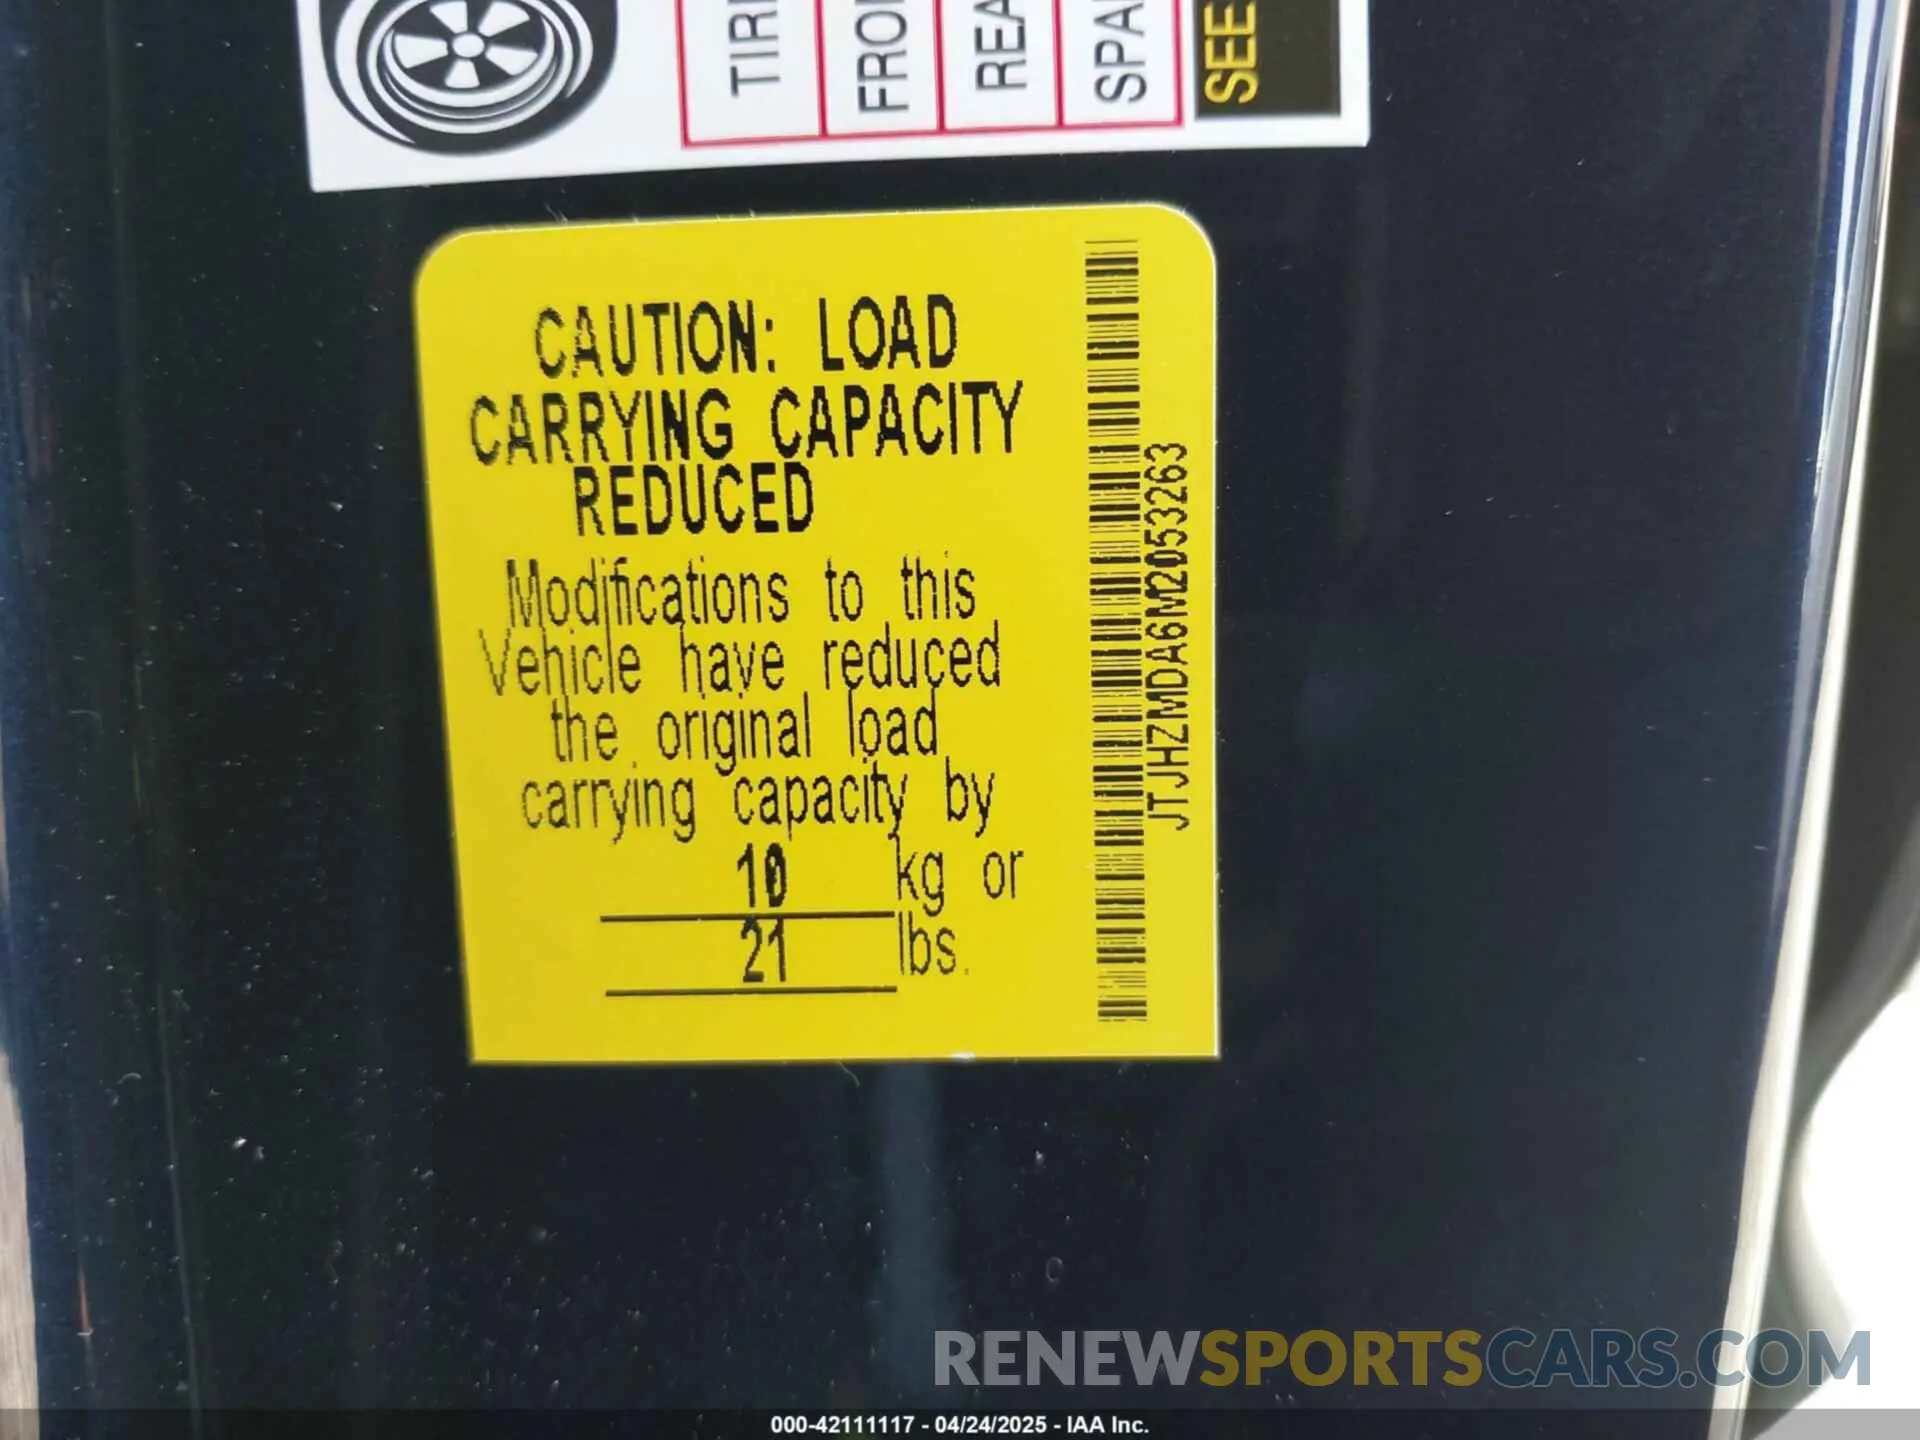 TIRE
FRO
REA
SPA
SEE
CAUTION: LOAD
CARRYING CAPACITY
REDUCED
Modifications to this
Vehicle have reduced
the original load
carrying capacity by
10 kg or
21 lbs.
JTJHZMDA6M2053263
RENEWSPORTSCARS.COM
000-42111117 - 04/24/2025 - IAA Inc.